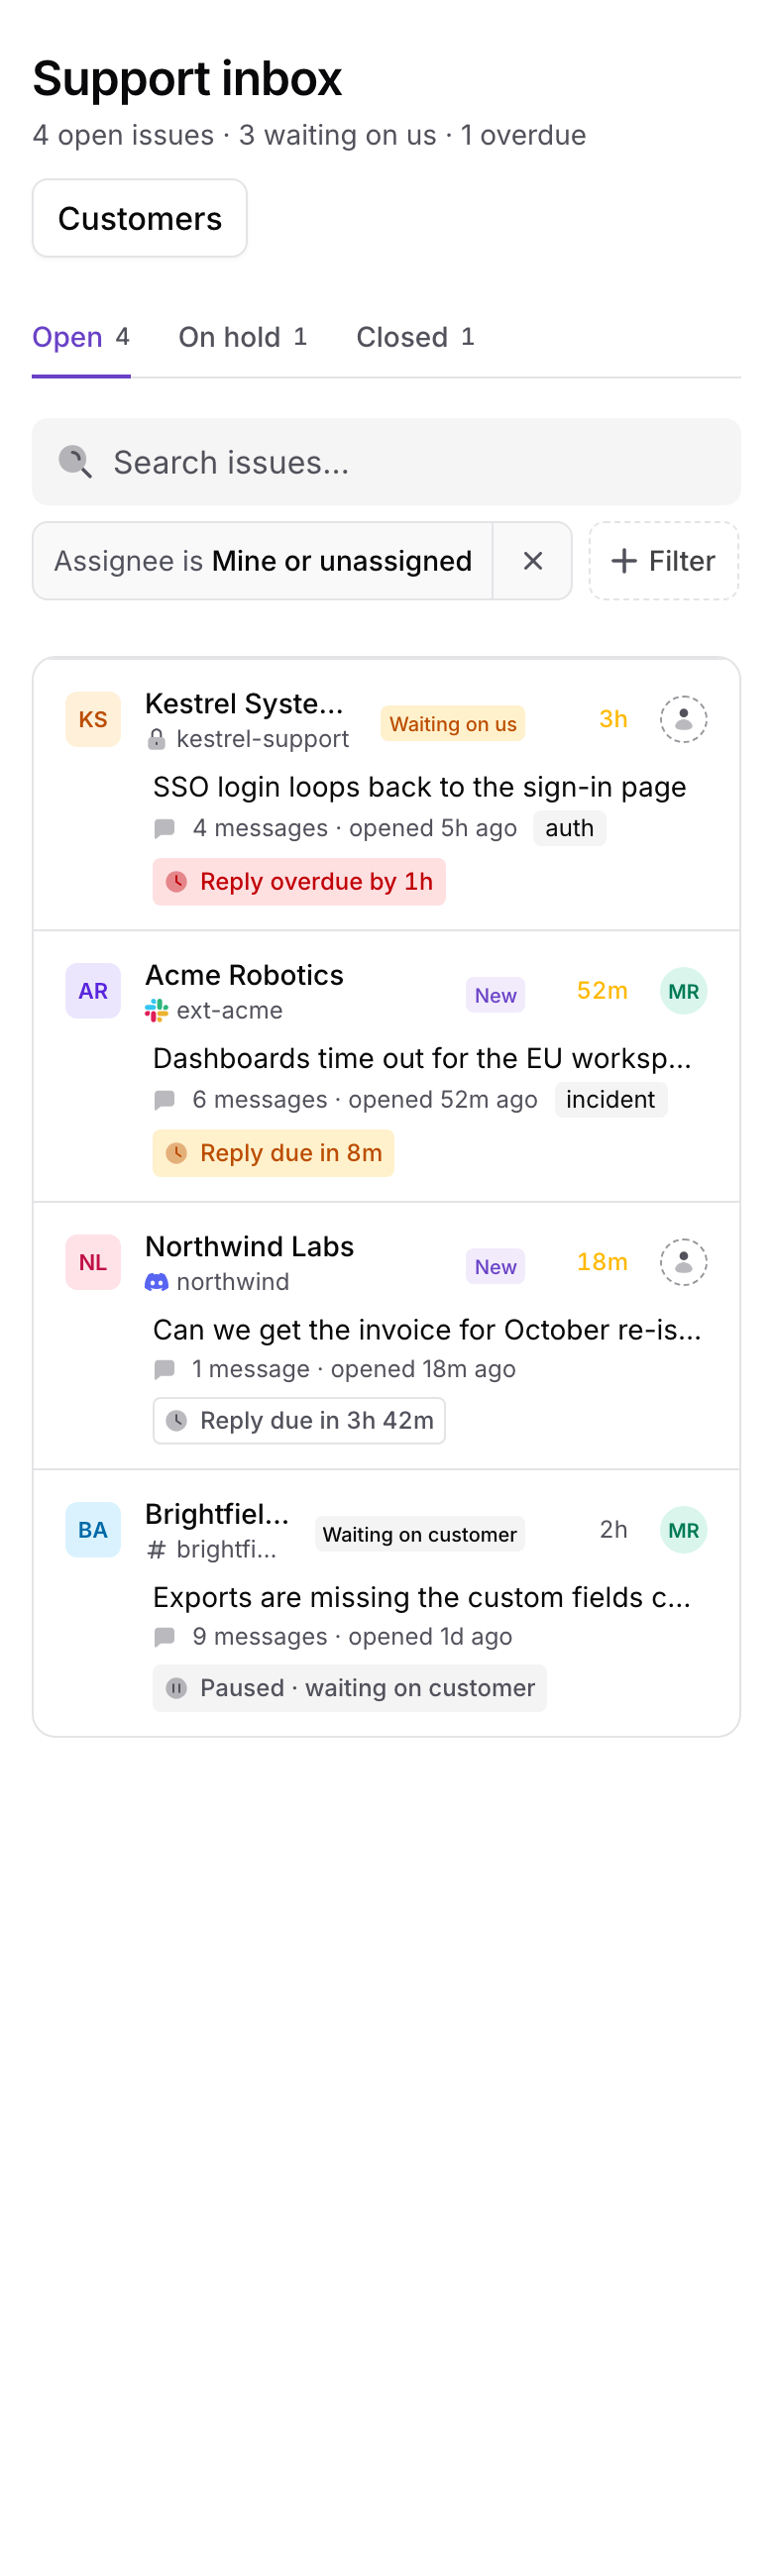 Support inbox
4 open issues · 3 waiting on us · 1 overdue
Customers
Open 4 On hold 1 Closed 1
Search issues...
Assignee is Mine or unassigned
Filter
KS Kestrel Syste... Waiting on us 3h
kestrel-support
SSO login loops back to the sign-in page
4 messages · opened 5h ago auth
Reply overdue by 1h
AR Acme Robotics New 52m MR
ext-acme
Dashboards time out for the EU worksp...
6 messages · opened 52m ago incident
Reply due in 8m
NL Northwind Labs New 18m
northwind
Can we get the invoice for October re-is...
1 message · opened 18m ago
Reply due in 3h 42m
BA Brightfiel... Waiting on customer 2h MR
# brightfi...
Exports are missing the custom fields c...
9 messages · opened 1d ago
Paused · waiting on customer